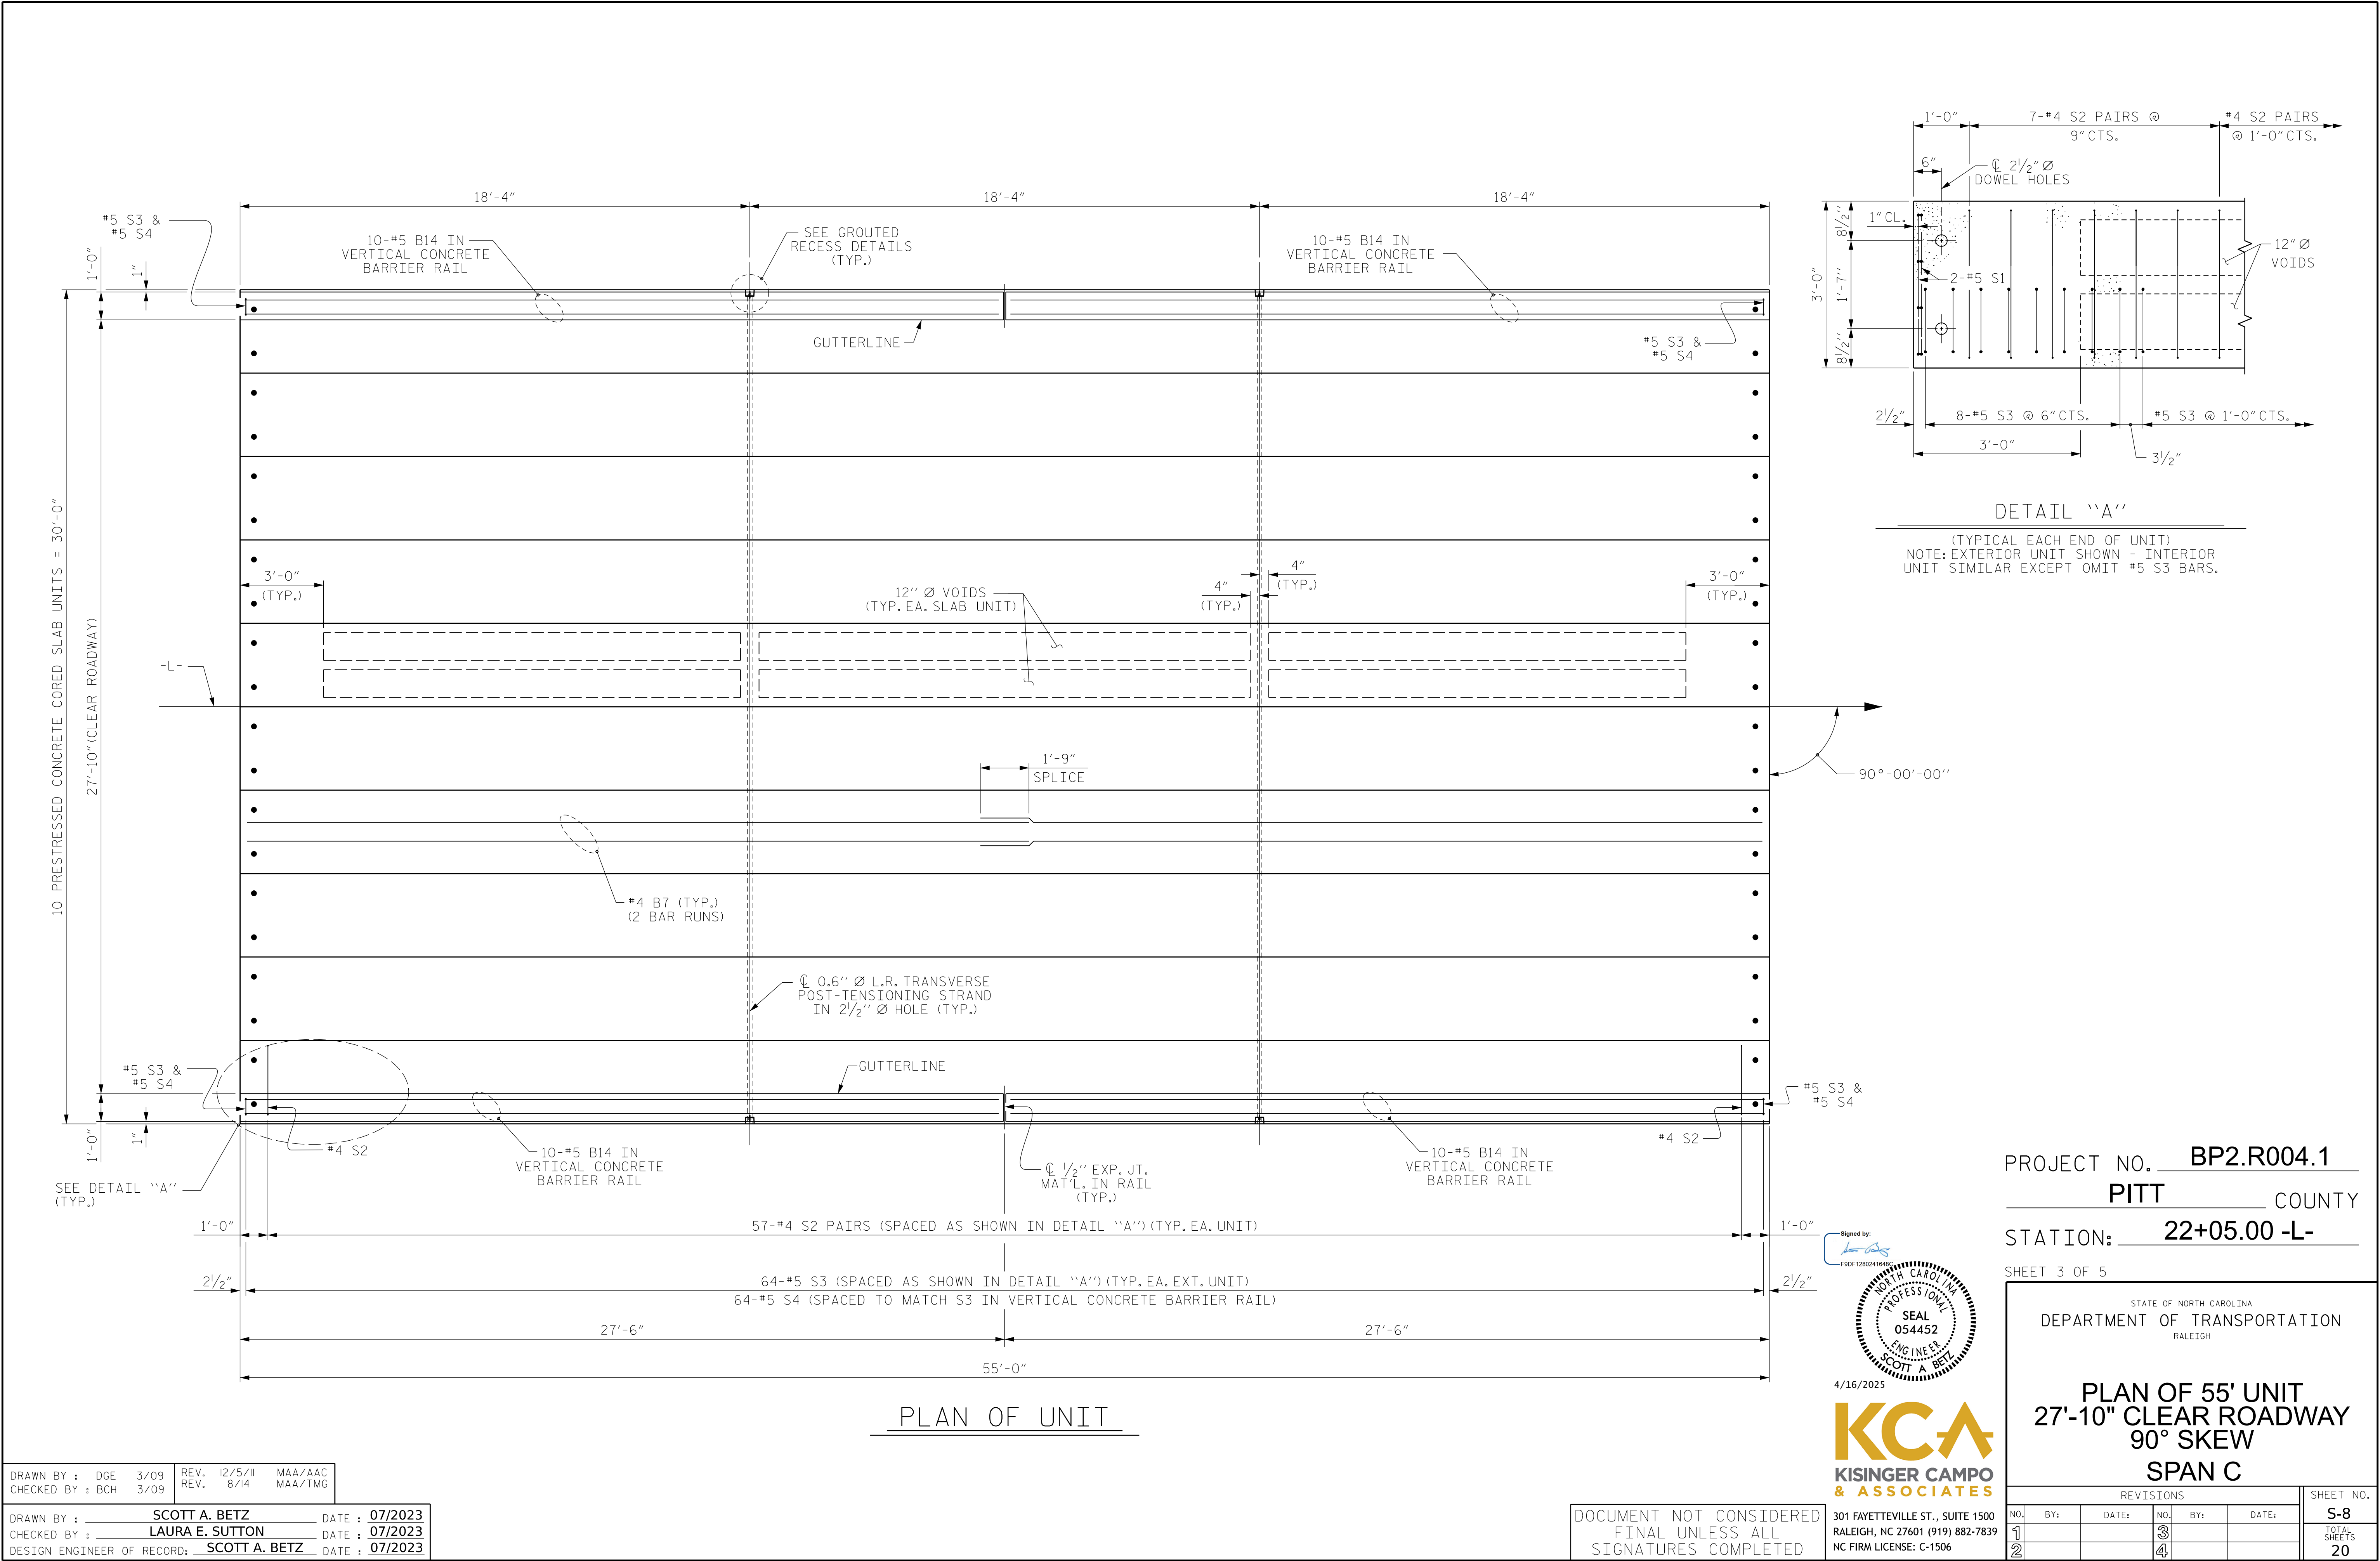 18'-4"
18'-4"
18'-4"
#5 S3 &
#5 S4
10-#5 B14 IN
VERTICAL CONCRETE
BARRIER RAIL
SEE GROUTED
RECESS DETAILS
(TYP.)
10-#5 B14 IN
VERTICAL CONCRETE
BARRIER RAIL
1'-0"
1"
GUTTERLINE
#5 S3 &
#5 S4
10 PRESTRESSED CONCRETE CORED SLAB UNITS = 30'-0"
27'-10" (CLEAR ROADWAY)
3'-0"
(TYP.)
12'' Ø VOIDS
(TYP. EA. SLAB UNIT)
4"
(TYP.)
4"
(TYP.)
3'-0"
(TYP.)
-L-
1'-9"
SPLICE
90°-00'-00''
#4 B7 (TYP.)
(2 BAR RUNS)
℄ 0.6'' Ø L.R. TRANSVERSE
POST-TENSIONING STRAND
IN 2 1/2'' Ø HOLE (TYP.)
#5 S3 &
#5 S4
GUTTERLINE
#5 S3 &
#5 S4
1'-0"
1"
#4 S2
#4 S2
10-#5 B14 IN
VERTICAL CONCRETE
BARRIER RAIL
℄ 1/2'' EXP. JT.
MAT'L. IN RAIL
(TYP.)
10-#5 B14 IN
VERTICAL CONCRETE
BARRIER RAIL
SEE DETAIL ``A''
(TYP.)
1'-0"
57-#4 S2 PAIRS (SPACED AS SHOWN IN DETAIL ``A'') (TYP. EA. UNIT)
1'-0"
2 1/2"
64-#5 S3 (SPACED AS SHOWN IN DETAIL ``A'') (TYP. EA. EXT. UNIT)
64-#5 S4 (SPACED TO MATCH S3 IN VERTICAL CONCRETE BARRIER RAIL)
2 1/2"
27'-6"
27'-6"
55'-0"
PLAN OF UNIT
1'-0"
7-#4 S2 PAIRS @
9" CTS.
#4 S2 PAIRS
@ 1'-0" CTS.
6"
℄ 2 1/2" Ø
DOWEL HOLES
1" CL.
3'-0"
8 1/2''
1'-7''
8 1/2''
2-#5 S1
12" Ø
VOIDS
2 1/2"
8-#5 S3 @ 6" CTS.
#5 S3 @ 1'-0" CTS.
3'-0"
3 1/2"
DETAIL ``A''
(TYPICAL EACH END OF UNIT)
NOTE: EXTERIOR UNIT SHOWN - INTERIOR
UNIT SIMILAR EXCEPT OMIT #5 S3 BARS.
PROJECT NO. BP2.R004.1
PITT COUNTY
STATION: 22+05.00 -L-
SHEET 3 OF 5
STATE OF NORTH CAROLINA
DEPARTMENT OF TRANSPORTATION
RALEIGH
PLAN OF 55' UNIT
27'-10" CLEAR ROADWAY
90° SKEW
SPAN C
REVISIONS
NO. BY: DATE: NO. BY: DATE:
1 3
2 4
SHEET NO.
S-8
TOTAL
SHEETS
20
Signed by:
F9DF1280241648C
NORTH CAROLINA
PROFESSIONAL
SEAL
054452
ENGINEER
SCOTT A BETZ
4/16/2025
KCA
KISINGER CAMPO
& ASSOCIATES
301 FAYETTEVILLE ST., SUITE 1500
RALEIGH, NC 27601 (919) 882-7839
NC FIRM LICENSE: C-1506
DOCUMENT NOT CONSIDERED
FINAL UNLESS ALL
SIGNATURES COMPLETED
DRAWN BY : DGE 3/09
CHECKED BY : BCH 3/09
REV. 12/5/11 MAA/AAC
REV. 8/14 MAA/TMG
DRAWN BY : SCOTT A. BETZ DATE : 07/2023
CHECKED BY : LAURA E. SUTTON DATE : 07/2023
DESIGN ENGINEER OF RECORD: SCOTT A. BETZ DATE : 07/2023